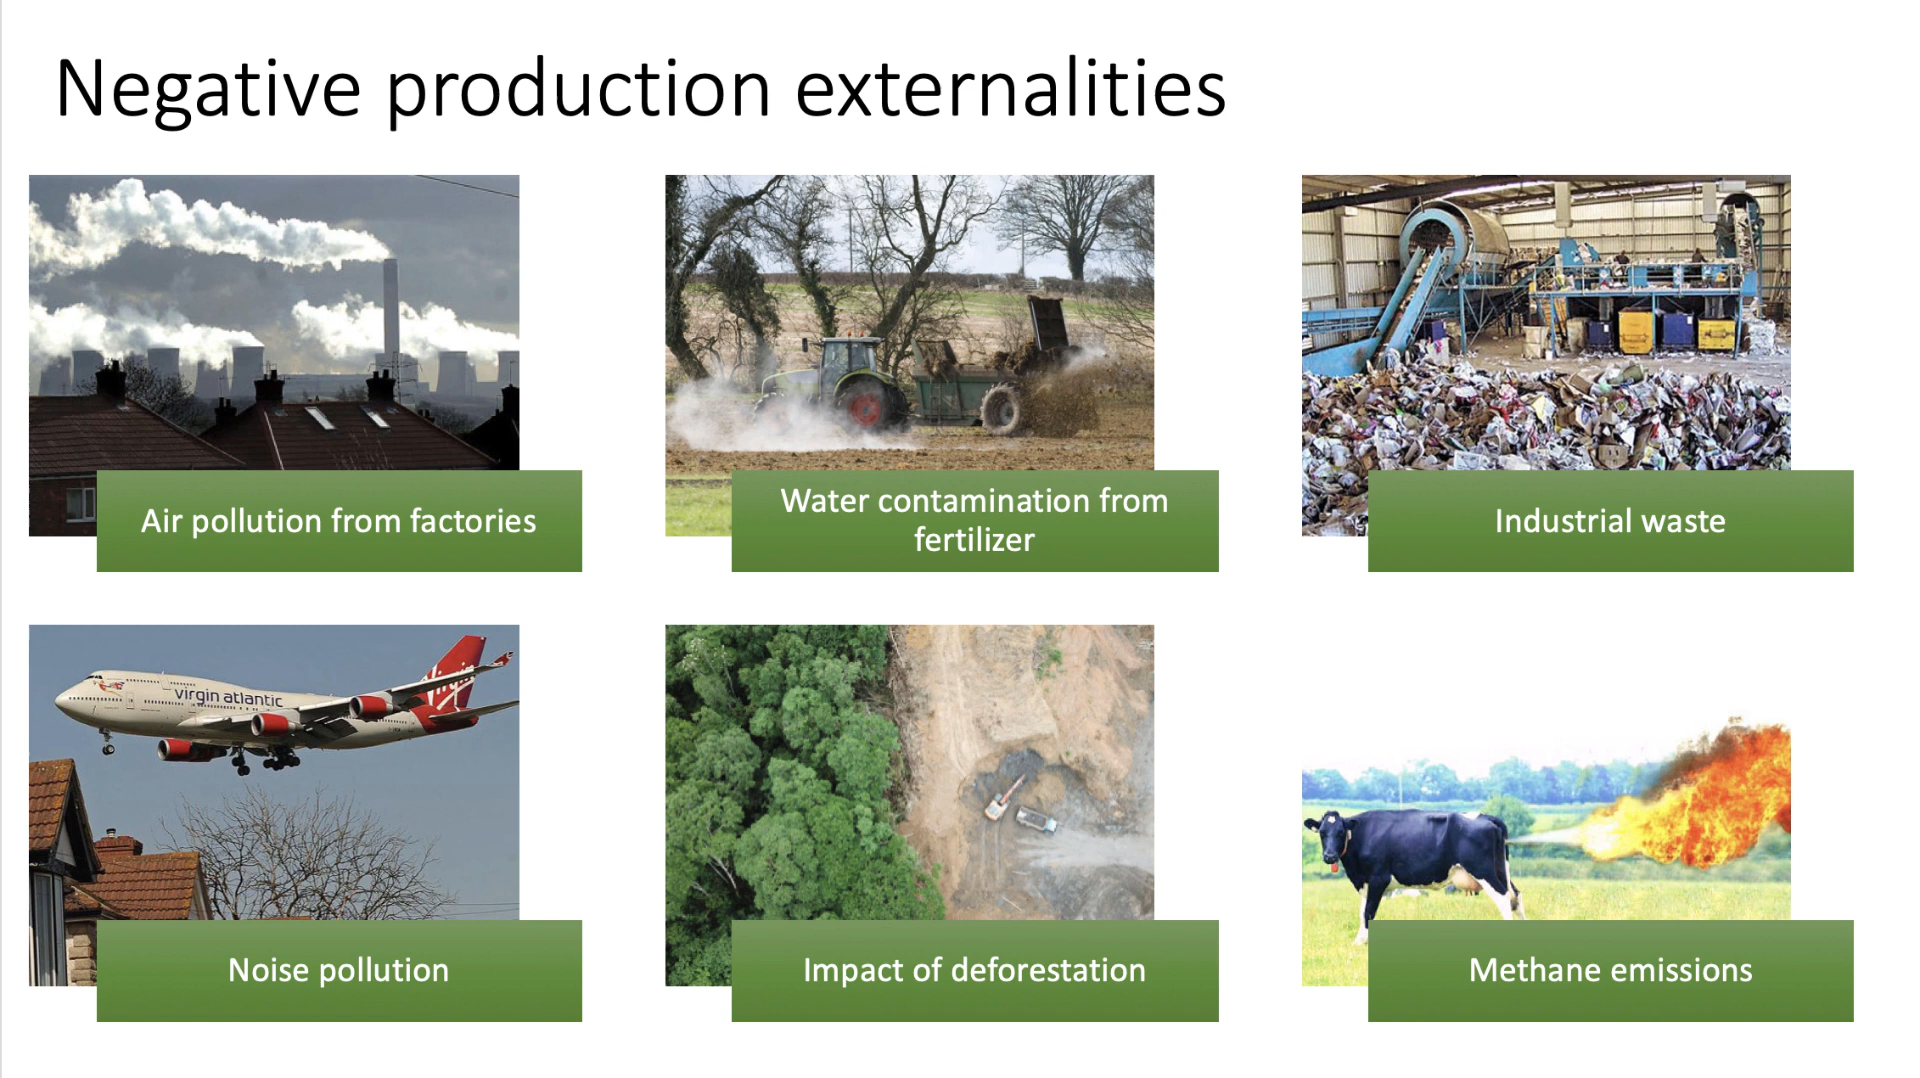 Negative production externalities
Air pollution from factories
Water contamination from
fertilizer
Industrial waste
virgin atlantic
Virgin
Noise pollution
Impact of deforestation
Methane emissions